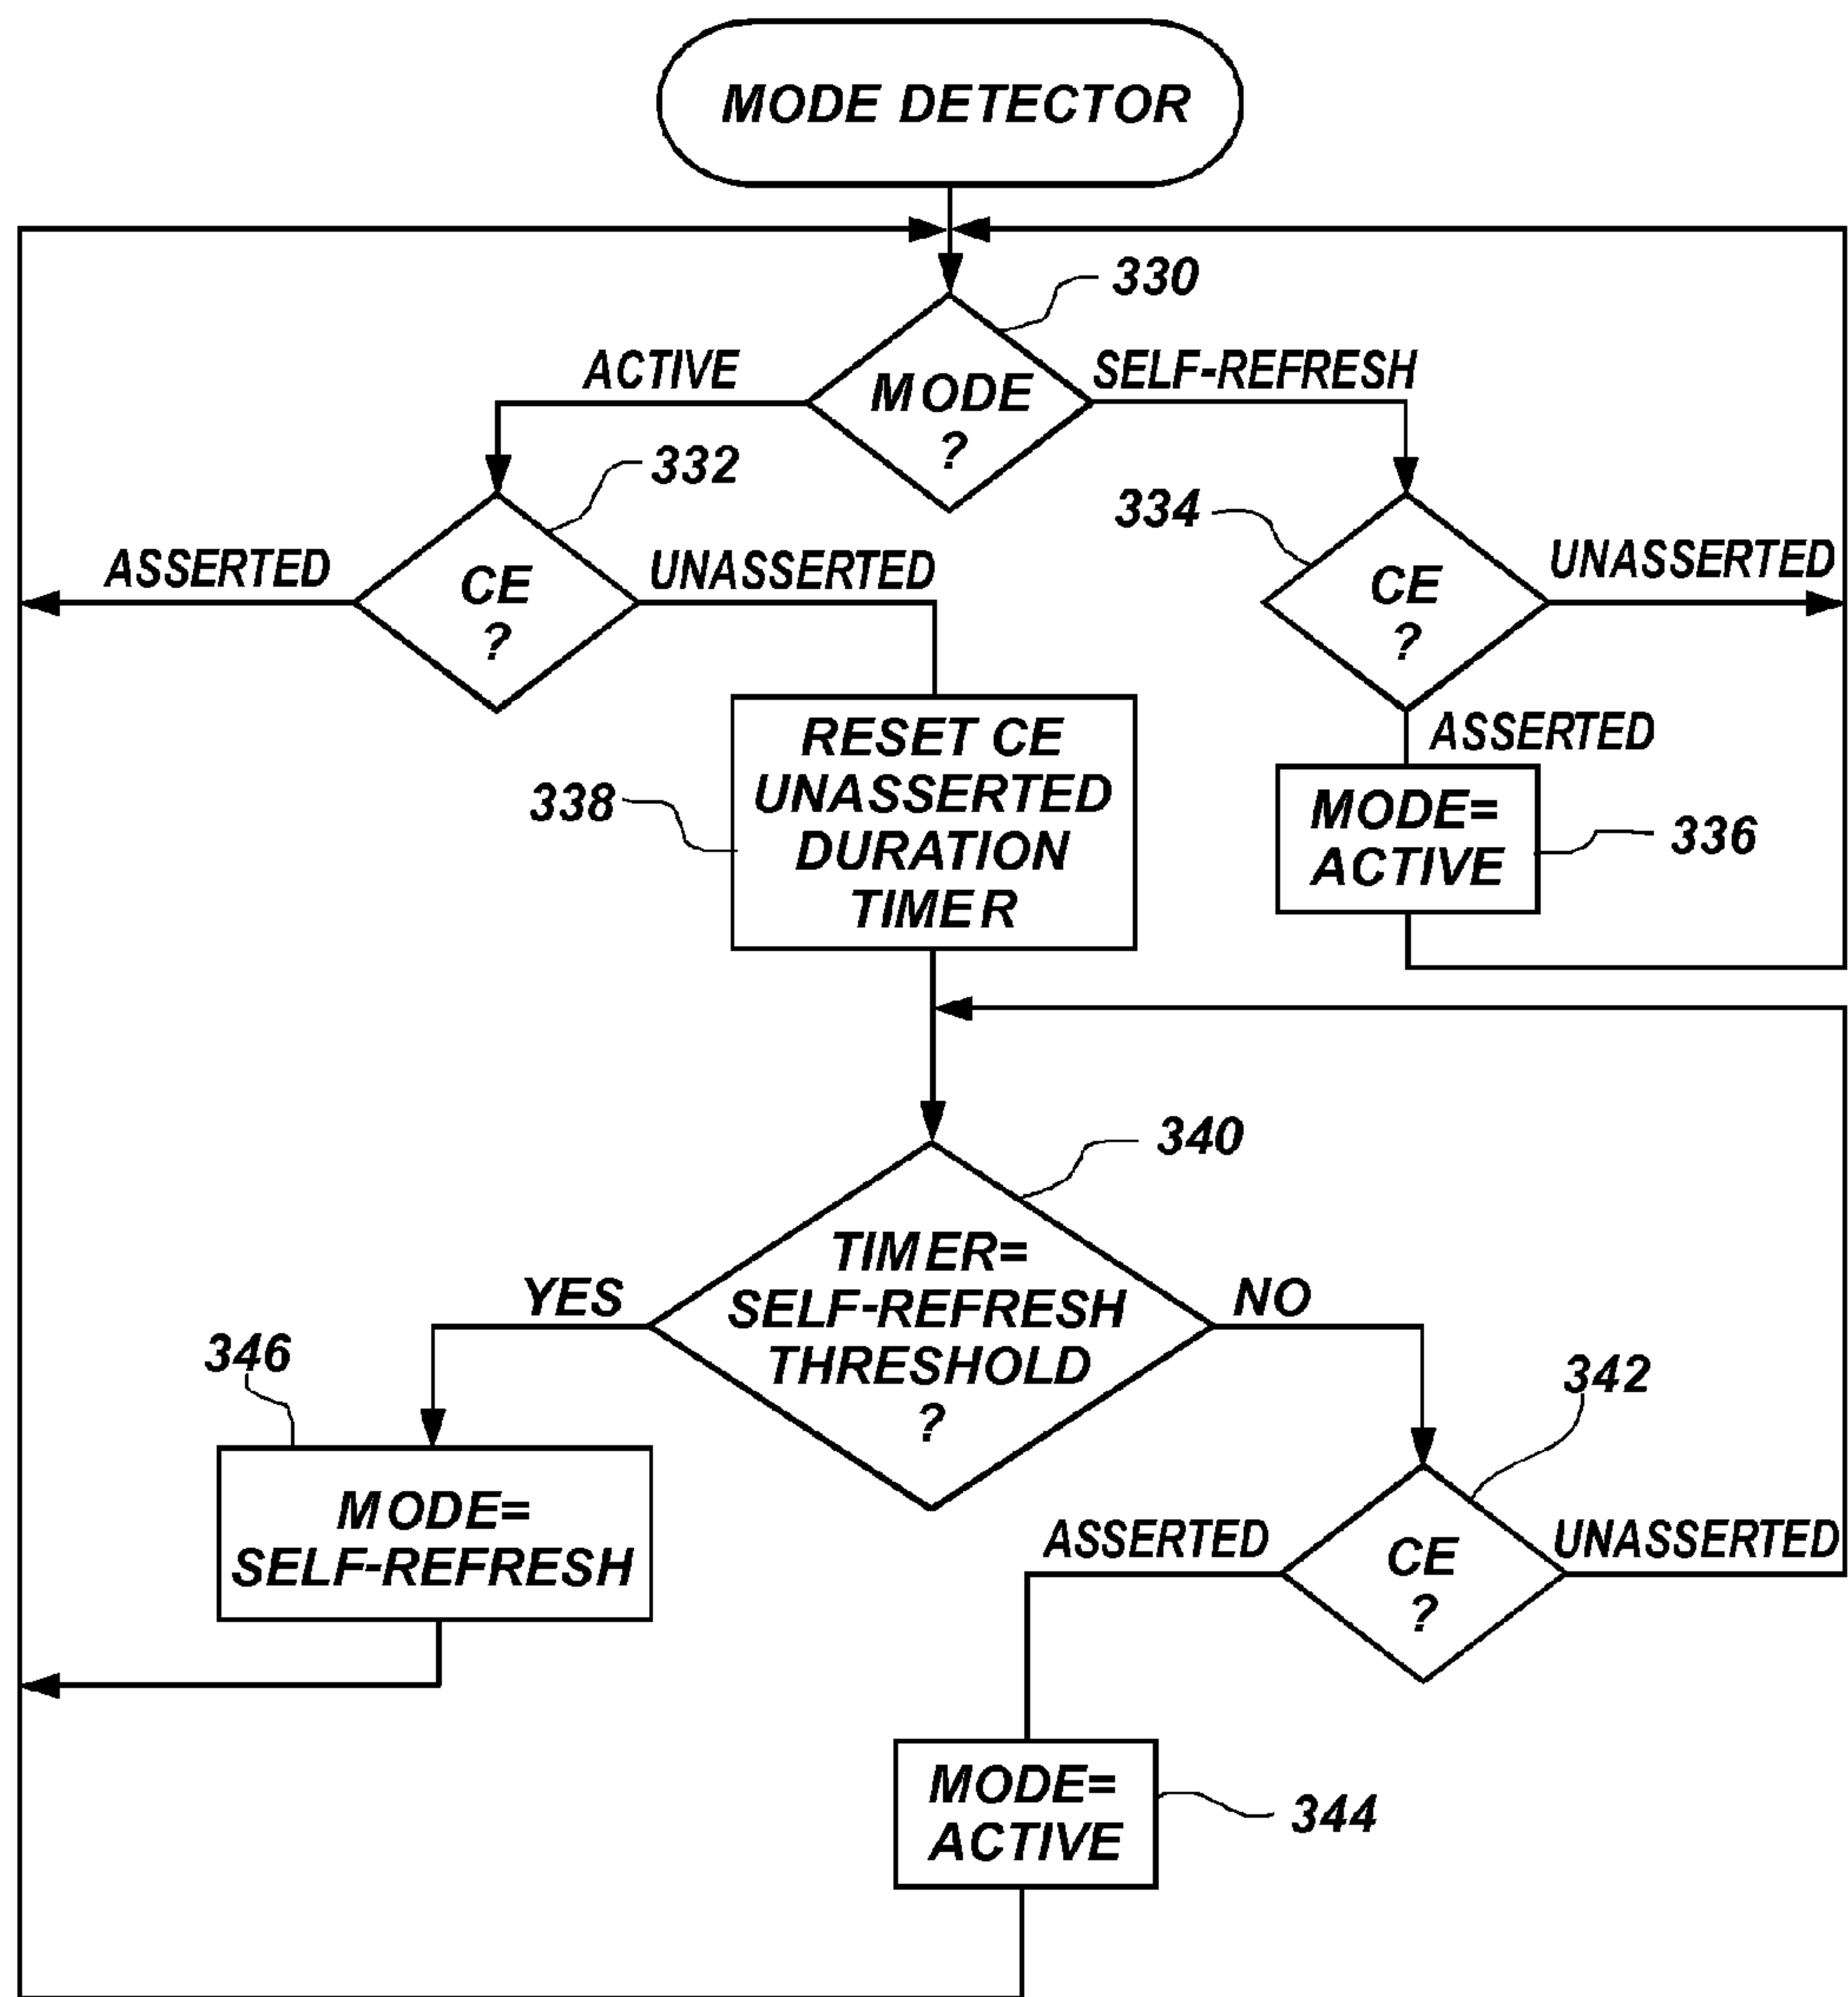 MODE DETECTOR
330
ACTIVE
SELF-REFRESH
MODE
?
332
334
ASSERTED
CE
?
UNASSERTED
CE
?
UNASSERTED
ASSERTED
RESET CE
UNASSERTED
DURATION
TIMER
338
MODE=
ACTIVE
336
340
TIMER=
SELF-REFRESH
THRESHOLD
?
YES
NO
346
342
MODE=
SELF-REFRESH
ASSERTED
CE
?
UNASSERTED
MODE=
ACTIVE
344